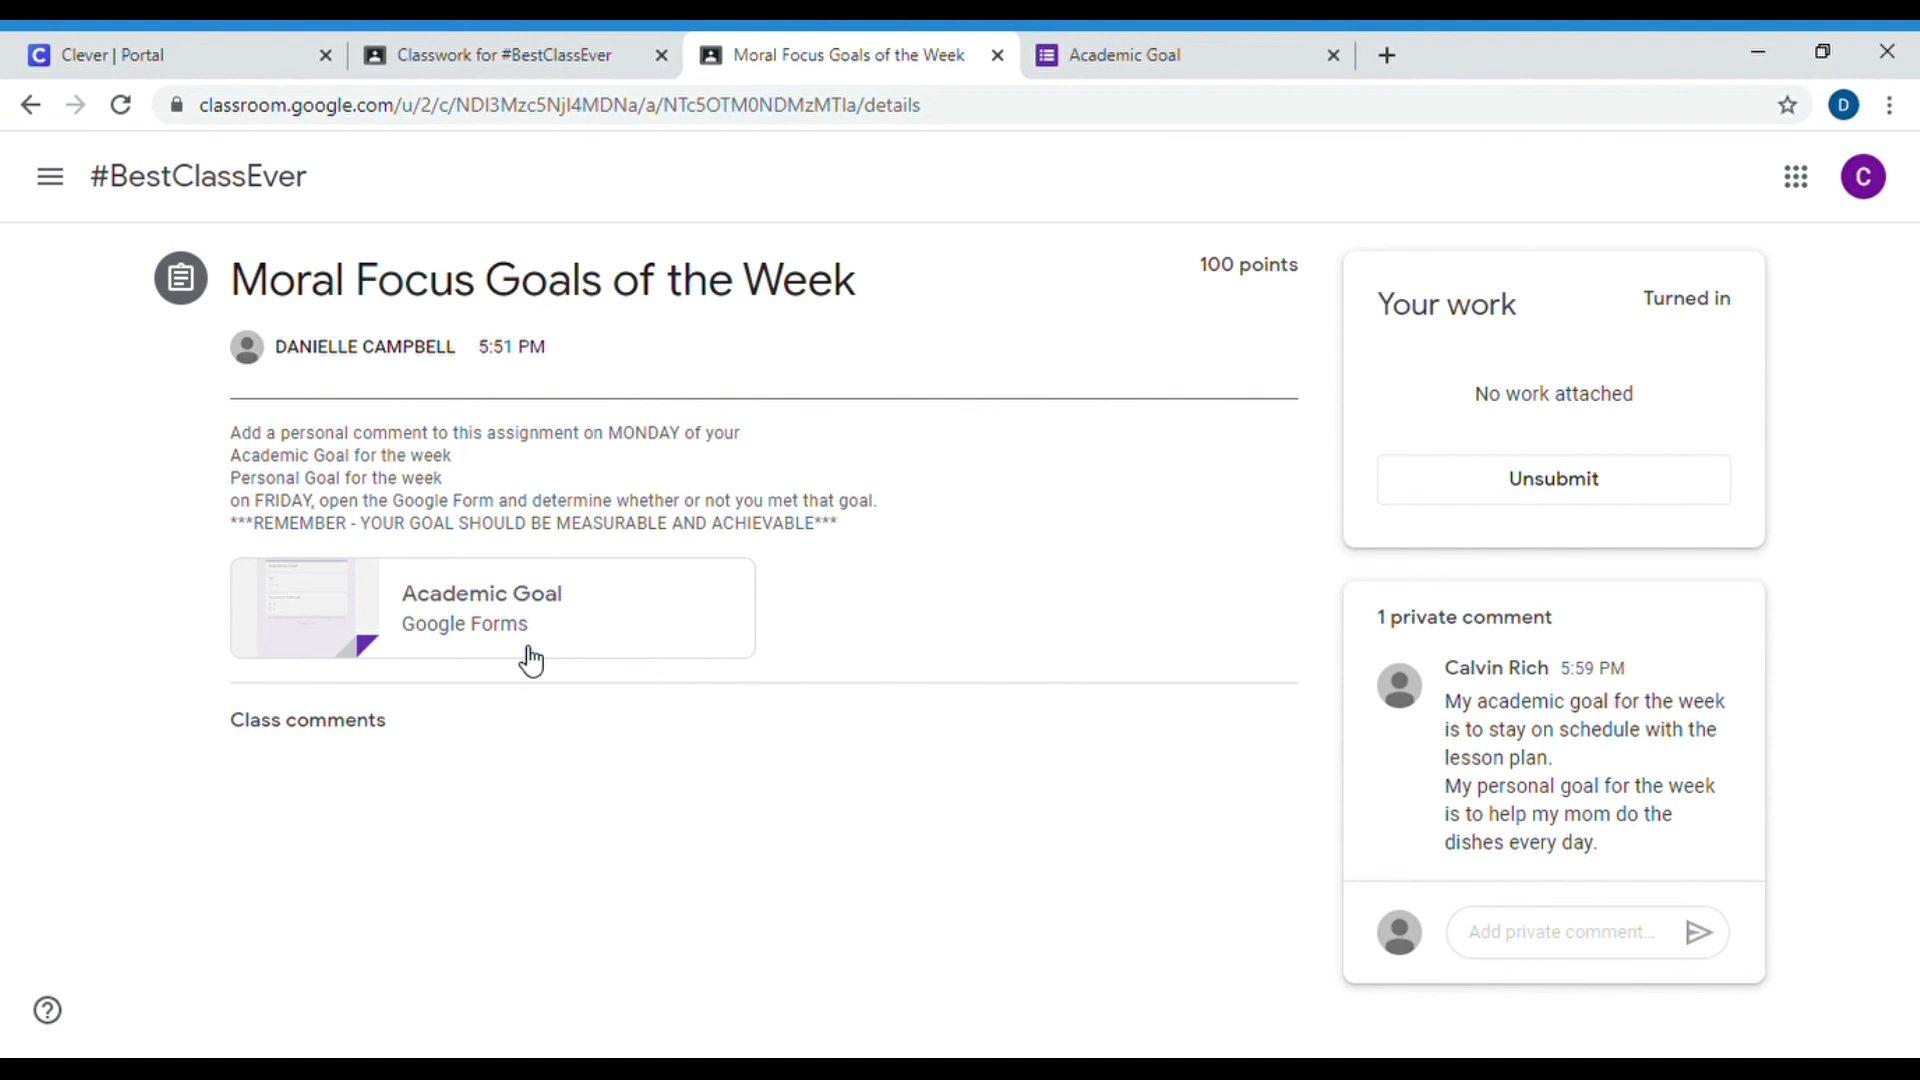 Clever | Portal
Classwork for #BestClassEver
Moral Focus Goals of the Week
Academic Goal
classroom.google.com/u/2/c/NDI3Mzc5NjI4MDNa/a/NTc5OTM0NDMzMTIa/details
D
#BestClassEver
C
Moral Focus Goals of the Week
100 points
DANIELLE CAMPBELL 5:51 PM
Add a personal comment to this assignment on MONDAY of your
Academic Goal for the week
Personal Goal for the week
on FRIDAY, open the Google Form and determine whether or not you met that goal.
***REMEMBER - YOUR GOAL SHOULD BE MEASURABLE AND ACHIEVABLE***
Academic Goal
Google Forms
Class comments
Your work
Turned in
No work attached
Unsubmit
1 private comment
Calvin Rich 5:59 PM
My academic goal for the week
is to stay on schedule with the
lesson plan.
My personal goal for the week
is to help my mom do the
dishes every day.
Add private comment...